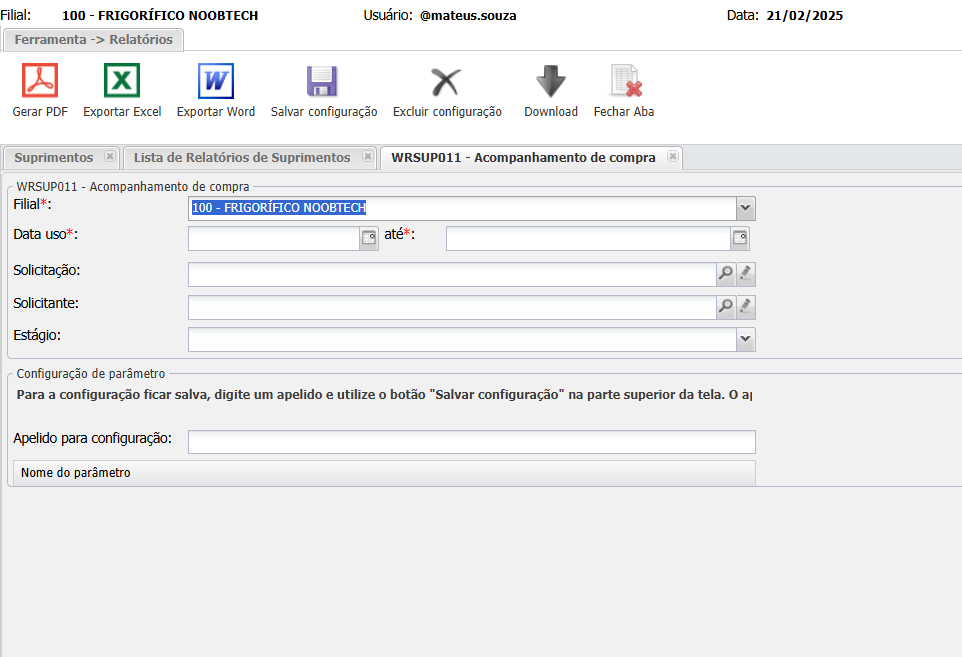 Filial: 100 - FRIGORÍFICO NOOBTECH Usuário: @mateus.souza Data: 21/02/2025
Ferramenta -> Relatórios
Gerar PDF Exportar Excel Exportar Word Salvar configuração Excluir configuração Download Fechar Aba
Suprimentos Lista de Relatórios de Suprimentos WRSUP011 - Acompanhamento de compra
WRSUP011 - Acompanhamento de compra
Filial*: 100 - FRIGORÍFICO NOOBTECH
Data uso*: até*:
Solicitação:
Solicitante:
Estágio:
Configuração de parâmetro
Para a configuração ficar salva, digite um apelido e utilize o botão "Salvar configuração" na parte superior da tela. O
Apelido para configuração:
Nome do parâmetro